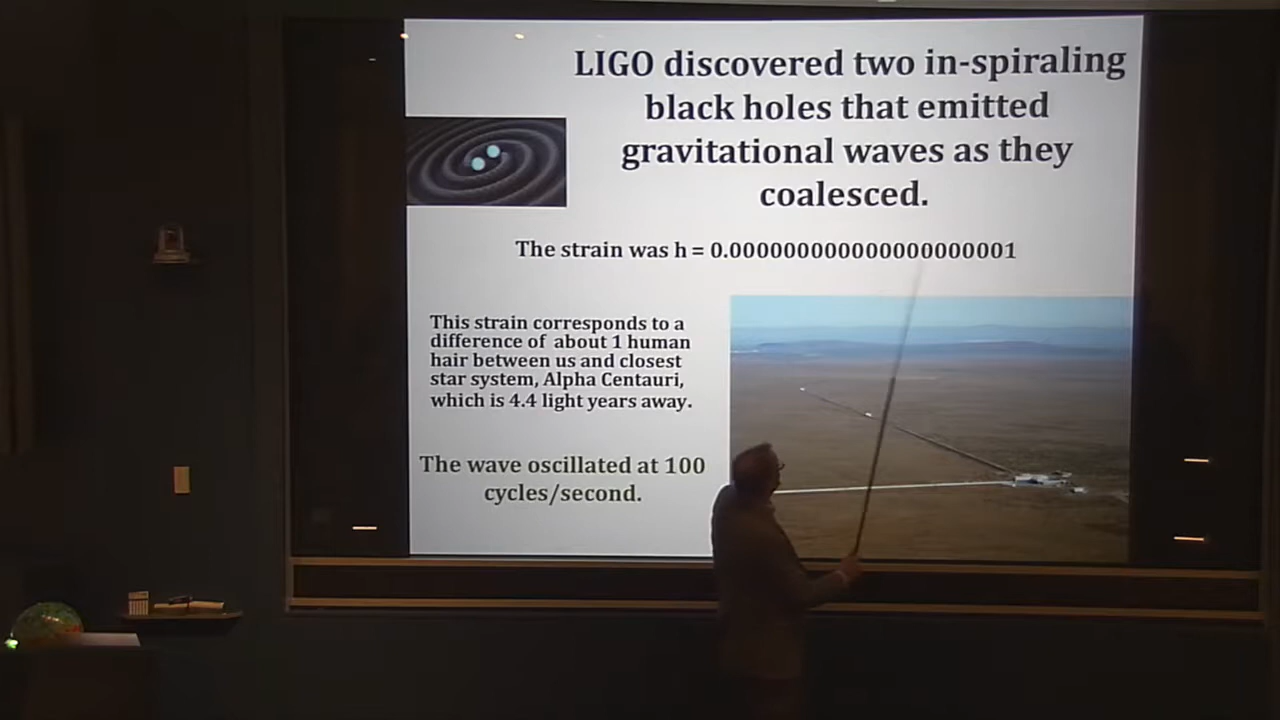 LIGO discovered two in-spiraling
black holes that emitted
gravitational waves as they
coalesced.
The strain was h = 0.000000000000000000001
This strain corresponds to a
difference of about 1 human
hair between us and closest
star system, Alpha Centauri,
which is 4.4 light years away.
The wave oscillated at 100
cycles/second.